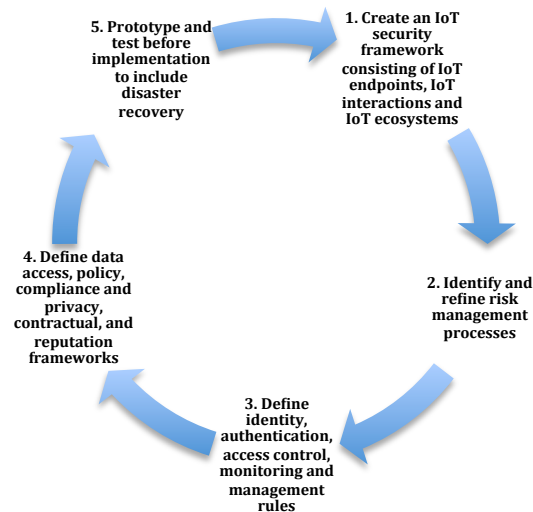 1. Create an IoT
security
framework
consisting of IoT
endpoints, IoT
interactions and
IoT ecosystems
2. Identify and
refine risk
management
processes
3. Define
identity,
authentication,
access control,
monitoring and
management
rules
4. Define data
access, policy,
compliance and
privacy,
contractual, and
reputation
frameworks
5. Prototype and
test before
implementation
to include
disaster
recovery